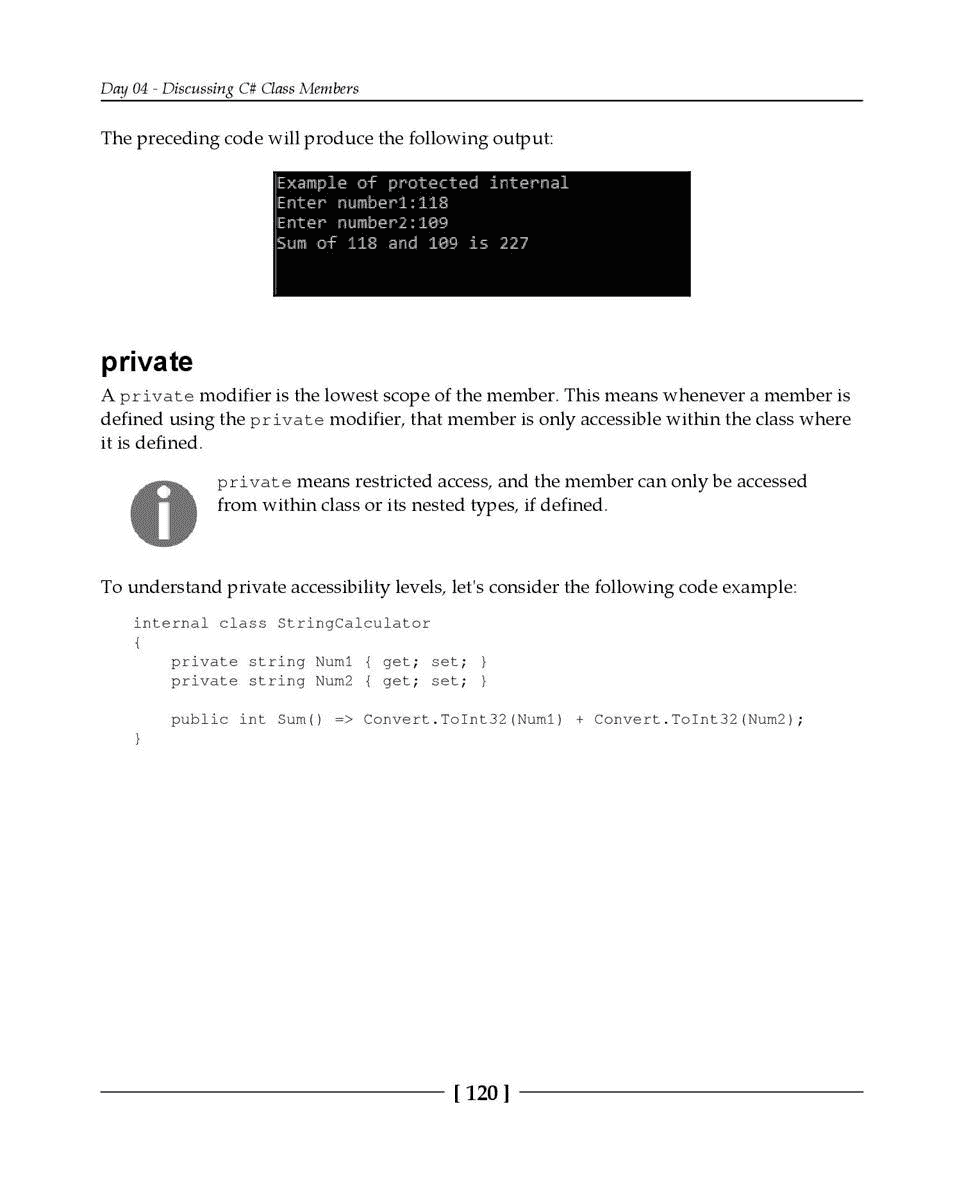 Day 04 - Discussing C# Class Members
The preceding code will produce the following output:
Example of protected internal
Enter number1:118
Enter number2:109
Sum of 118 and 109 is 227
private
A private modifier is the lowest scope of the member. This means whenever a member is
defined using the private modifier, that member is only accessible within the class where
it is defined.
private means restricted access, and the member can only be accessed
from within class or its nested types, if defined.
To understand private accessibility levels, let's consider the following code example:
internal class StringCalculator
{
    private string Num1 { get; set; }
    private string Num2 { get; set; }
    public int Sum() => Convert.ToInt32(Num1) + Convert.ToInt32(Num2);
}
[ 120 ]